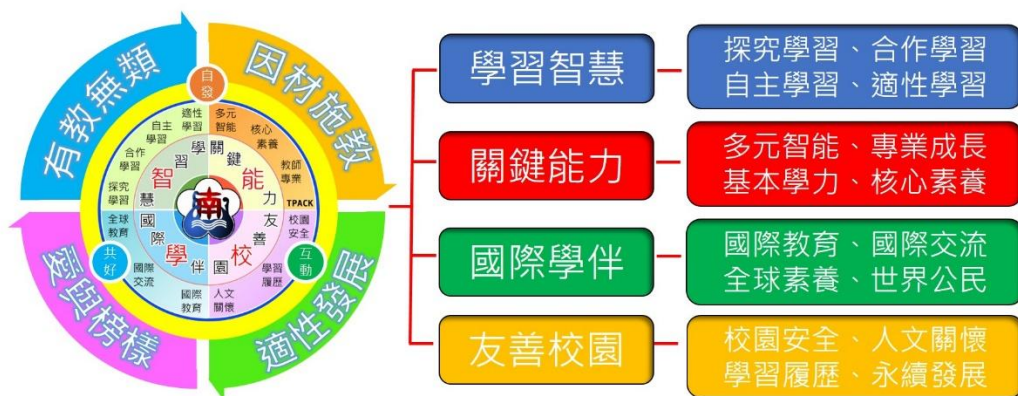 有教無類
因材施教
適性發展
愛與榜樣
自發
互動
共好
適性學習
自主學習
合作學習
探究學習
多元智能
核心素養
教師專業
TPACK
校園安全
學習履歷
人文關懷
國際教育
國際交流
全球教育
學習智慧
關鍵能力
友善校園
國際學伴
南
學習智慧
探究學習、合作學習
自主學習、適性學習
關鍵能力
多元智能、專業成長
基本學力、核心素養
國際學伴
國際教育、國際交流
全球素養、世界公民
友善校園
校園安全、人文關懷
學習履歷、永續發展